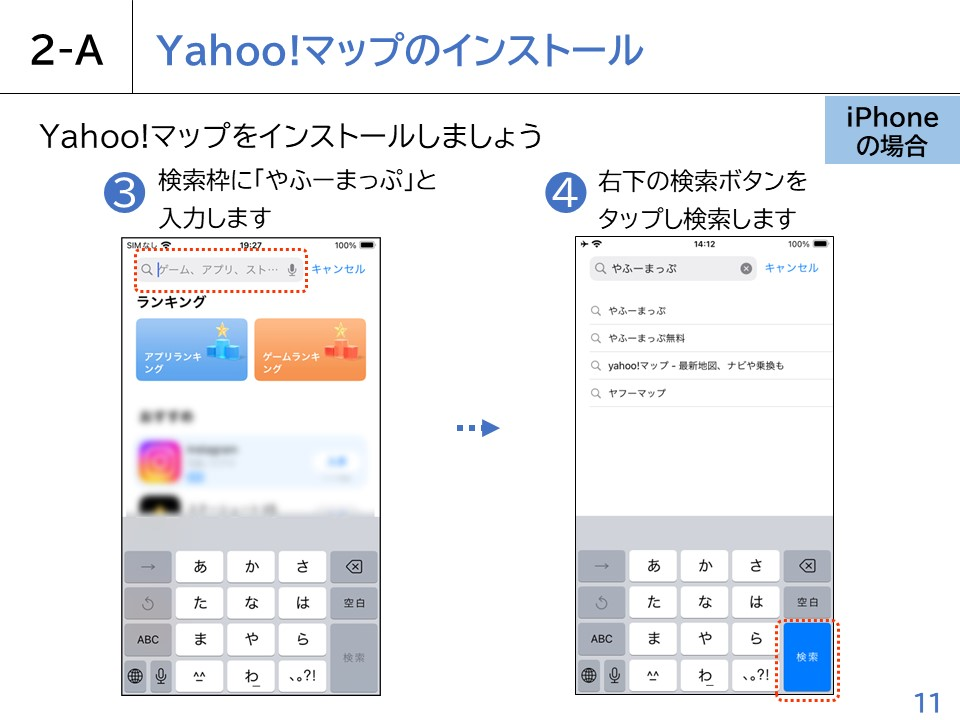 2-A
Yahoo!マップのインストール
iPhone
の場合
Yahoo!マップをインストールしましょう
3
検索枠に「やふーまっぷ」と
入力します
SIMなし 19:27 100%
ゲーム、アプリ、スト… キャンセル
ランキング
アプリランキ
ング
ゲームランキ
ング
おすすめ
Instagram
→ あ か さ
た な は 空白
ABC ま や ら
検索
^^ わ_ 、。?!
4
右下の検索ボタンを
タップし検索します
14:12 100%
やふーまっぷ キャンセル
やふーまっぷ
やふーまっぷ無料
yahoo!マップ - 最新地図、ナビや乗換も
ヤフーマップ
→ あ か さ
た な は 空白
ABC ま や ら
検索
^^ わ_ 、。?!
11